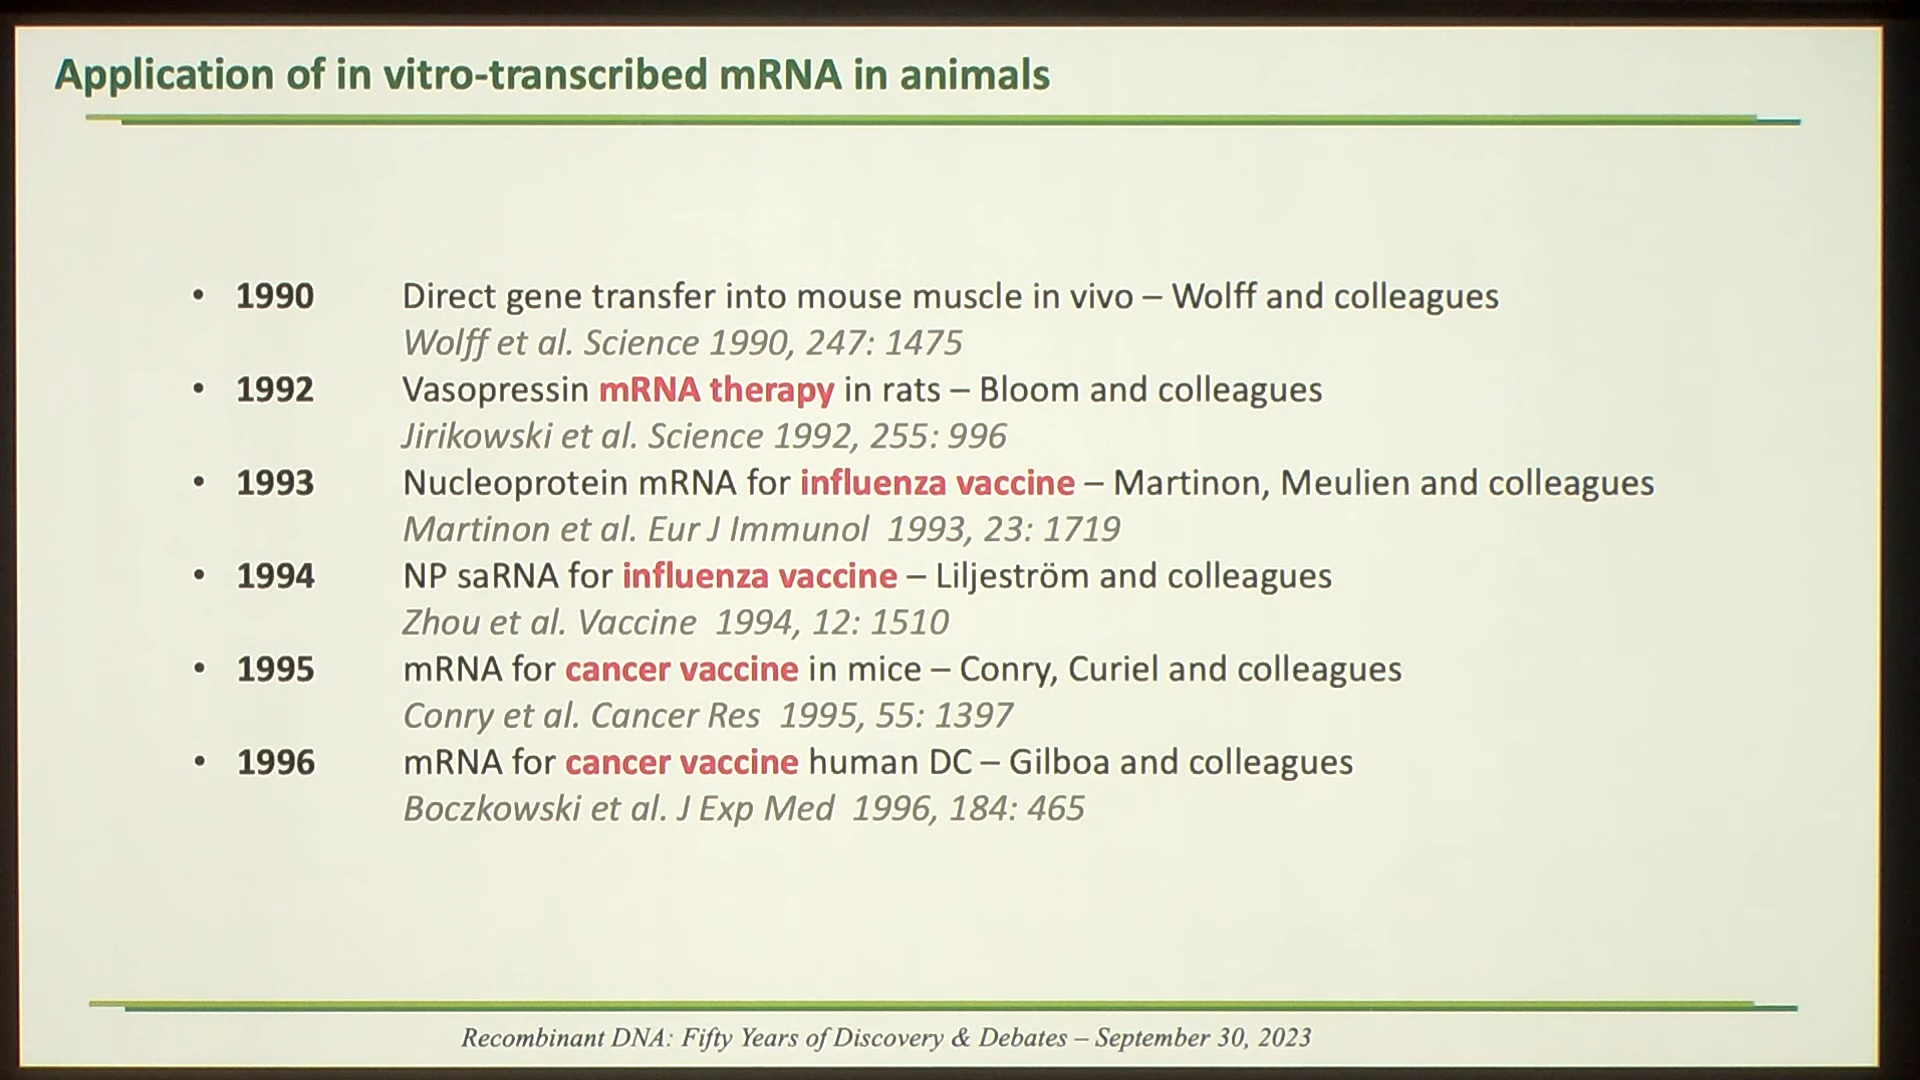 Application of in vitro-transcribed mRNA in animals
• 1990 Direct gene transfer into mouse muscle in vivo – Wolff and colleagues
Wolff et al. Science 1990, 247: 1475
• 1992 Vasopressin mRNA therapy in rats – Bloom and colleagues
Jirikowski et al. Science 1992, 255: 996
• 1993 Nucleoprotein mRNA for influenza vaccine – Martinon, Meulien and colleagues
Martinon et al. Eur J Immunol 1993, 23: 1719
• 1994 NP saRNA for influenza vaccine – Liljeström and colleagues
Zhou et al. Vaccine 1994, 12: 1510
• 1995 mRNA for cancer vaccine in mice – Conry, Curiel and colleagues
Conry et al. Cancer Res 1995, 55: 1397
• 1996 mRNA for cancer vaccine human DC – Gilboa and colleagues
Boczkowski et al. J Exp Med 1996, 184: 465
Recombinant DNA: Fifty Years of Discovery & Debates – September 30, 2023